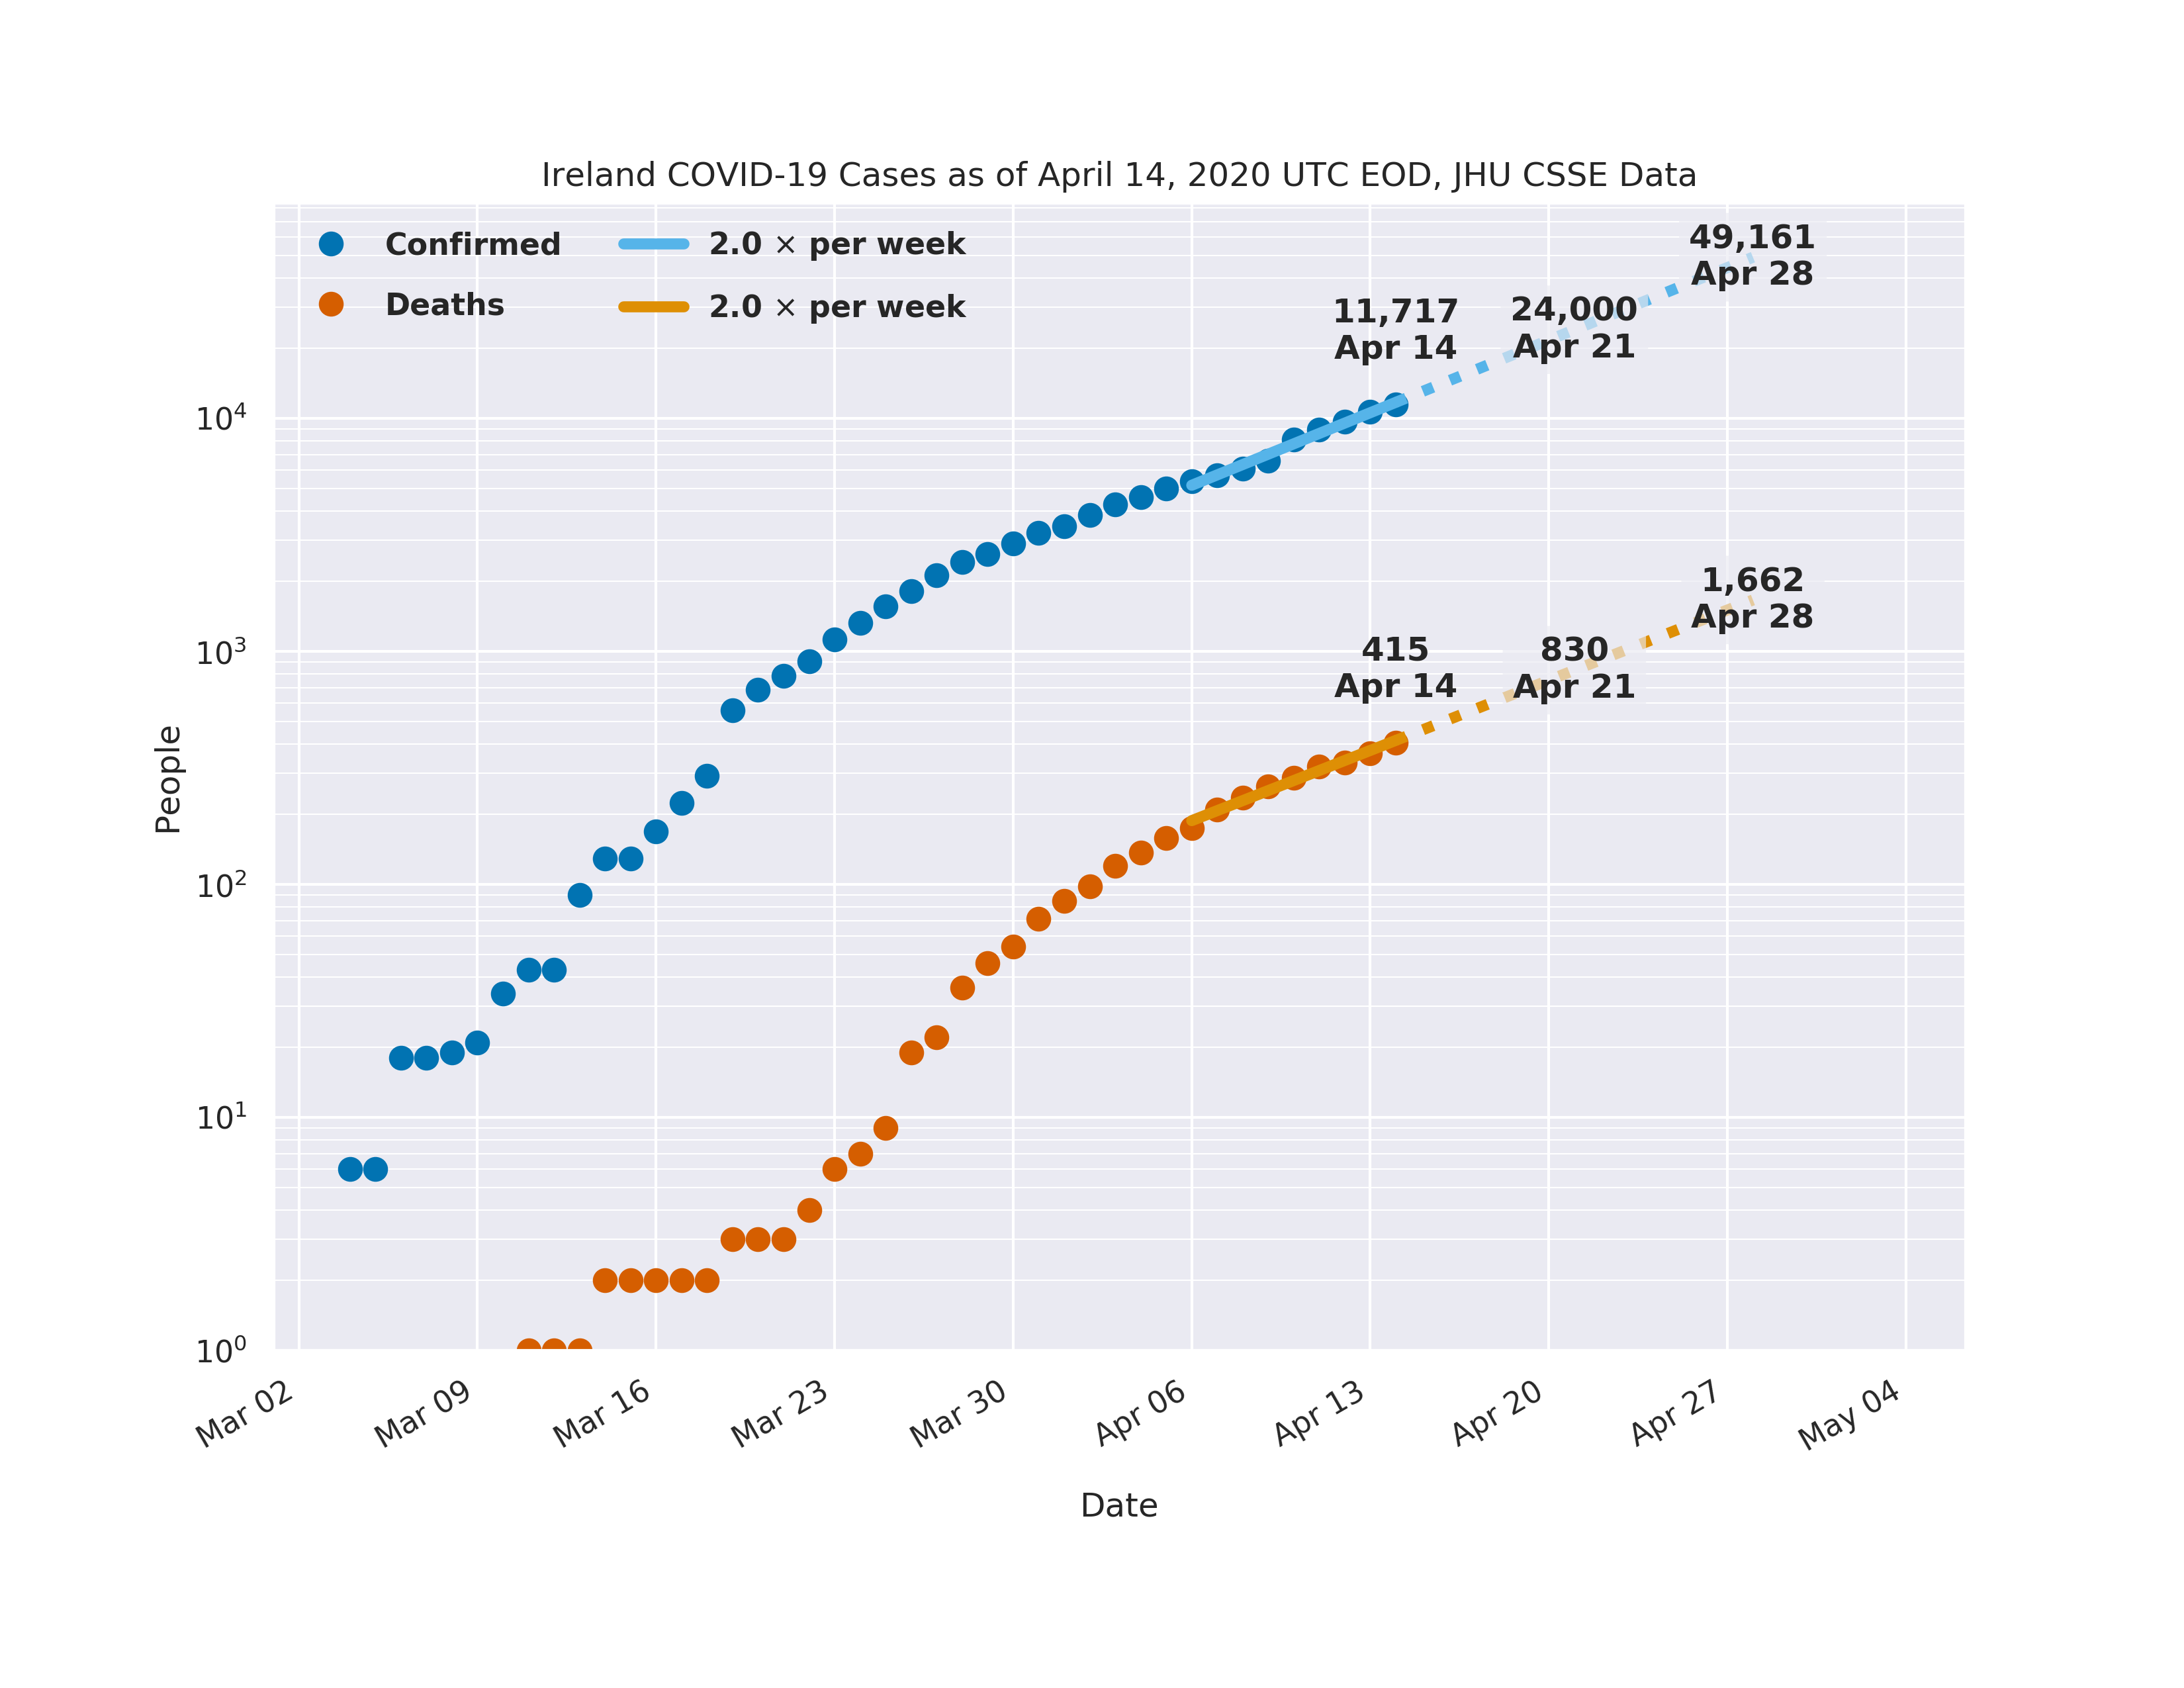 Ireland COVID-19 Cases as of April 14, 2020 UTC EOD, JHU CSSE Data
Confirmed
Deaths
2.0 × per week
2.0 × per week
49,161
Apr 28
11,717
Apr 14
24,000
Apr 21
1,662
Apr 28
415
Apr 14
830
Apr 21
People
10⁴
10³
10²
10¹
10⁰
Mar 02
Mar 09
Mar 16
Mar 23
Mar 30
Apr 06
Apr 13
Apr 20
Apr 27
May 04
Date